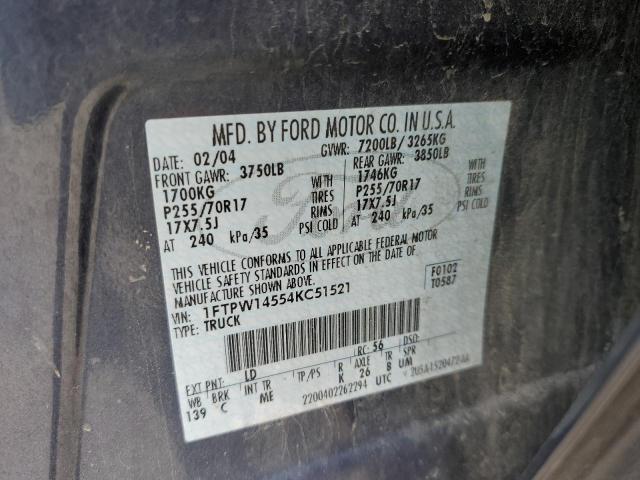 MFD. BY FORD MOTOR CO. IN U.S.A.
DATE: 02/04 GVWR: 7200LB/ 3265KG
FRONT GAWR: 3750LB REAR GAWR: 3850LB
1700KG WITH 1746KG WITH
P255/70R17 TIRES P255/70R17 TIRES
17X7.5J RIMS 17X7.5J RIMS
AT 240 kPa/35 PSI COLD AT 240 kPa/35 PSI COLD
THIS VEHICLE CONFORMS TO ALL APPLICABLE FEDERAL MOTOR
VEHICLE SAFETY STANDARDS IN EFFECT ON THE DATE OF
MANUFACTURE SHOWN ABOVE.
VIN: 1FTPW14554KC51521 F0102
TYPE: TRUCK T0587
EXT PNT: LD RC: 56 DSO:
WB BRK INT TR TP/PS R AXLE TR SPR
139 C ME K 26 B UM
2200402262294 UTC
Ford